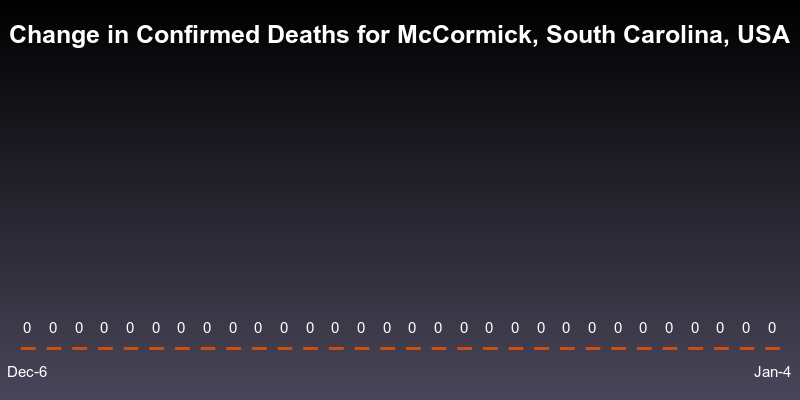 Change in Confirmed Deaths for McCormick, South Carolina, USA
0 0 0 0 0 0 0 0 0 0 0 0 0 0 0 0 0 0 0 0 0 0 0 0 0 0 0 0 0 0
Dec-6 Jan-4